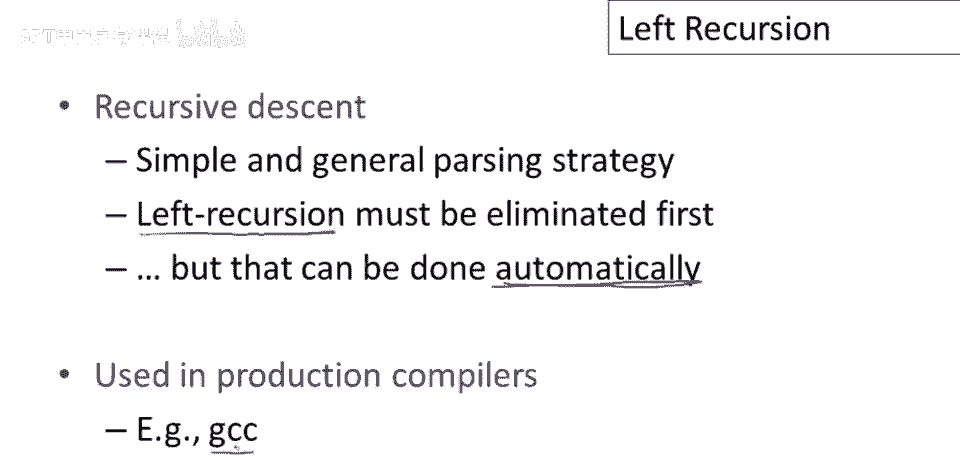 Left Recursion
• Recursive descent
– Simple and general parsing strategy
– Left-recursion must be eliminated first
– ... but that can be done automatically
• Used in production compilers
– E.g., gcc